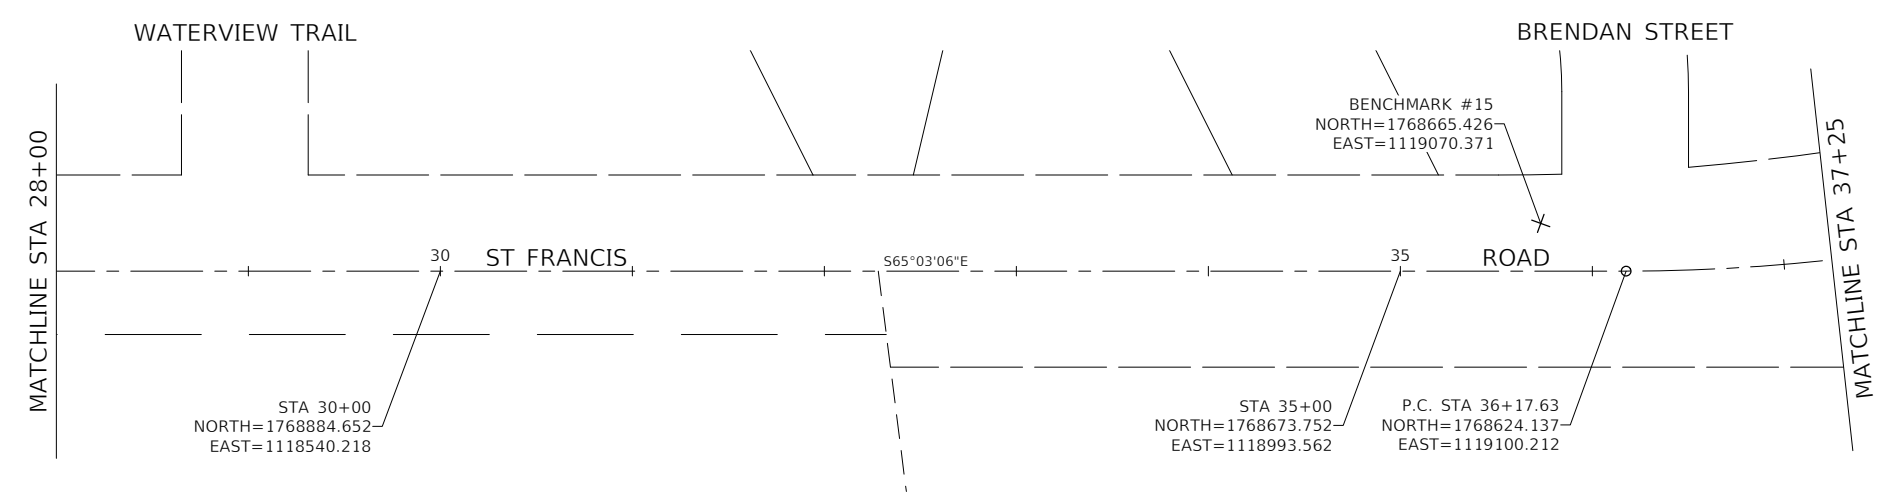 WATERVIEW TRAIL
BRENDAN STREET
BENCHMARK #15
NORTH=1768665.426
EAST=1119070.371
MATCHLINE STA 28+00
MATCHLINE STA 37+25
30
ST FRANCIS
S65°03'06"E
35
ROAD
STA 30+00
NORTH=1768884.652
EAST=1118540.218
STA 35+00
NORTH=1768673.752
EAST=1118993.562
P.C. STA 36+17.63
NORTH=1768624.137
EAST=1119100.212